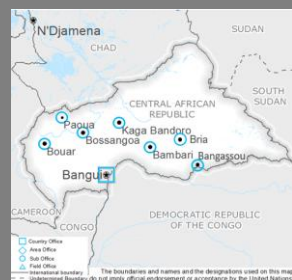 N'Djamena
SUDAN
CHAD
SOUTH
SUDAN
CENTRAL AFRICAN
REPUBLIC
Paoua
Kaga Bandoro
Bossangoa
Bria
Bouar
Bambari
Bangassou
Bangui
CAMEROON
DEMOCRATIC REPUBLIC
OF THE CONGO
CONGO
Country Office
Area Office
Sub Office
Field Office
International boundary
The boundaries and names and the designations used on this map
Undetermined Boundary
do not imply official endorsement or acceptance by the United Nations